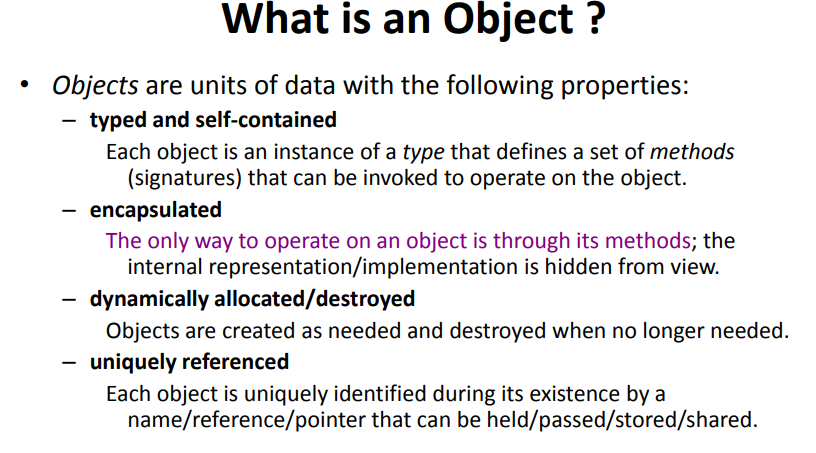 What is an Object ?
• Objects are units of data with the following properties:
– typed and self-contained
Each object is an instance of a type that defines a set of methods
(signatures) that can be invoked to operate on the object.
– encapsulated
The only way to operate on an object is through its methods; the
internal representation/implementation is hidden from view.
– dynamically allocated/destroyed
Objects are created as needed and destroyed when no longer needed.
– uniquely referenced
Each object is uniquely identified during its existence by a
name/reference/pointer that can be held/passed/stored/shared.